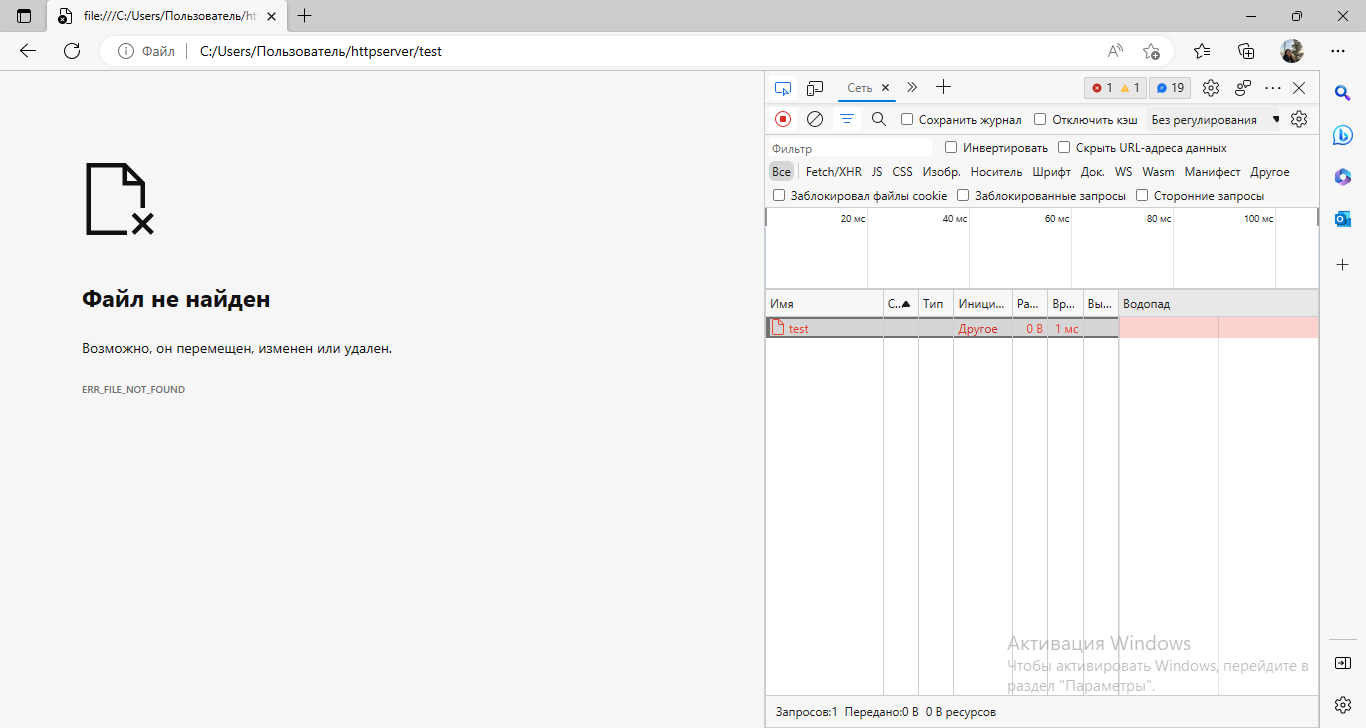 file:///C:/Users/Пользователь/ht
Файл
C:/Users/Пользователь/httpserver/test
Файл не найден
Возможно, он перемещен, изменен или удален.
ERR_FILE_NOT_FOUND
Сеть
1 1 19
Сохранить журнал Отключить кэш Без регулирования
Фильтр Инвертировать Скрыть URL-адреса данных
Все Fetch/XHR JS CSS Изобр. Носитель Шрифт Док. WS Wasm Манифест Другое
Заблокировал файлы cookie Заблокированные запросы Сторонние запросы
20 мс 40 мс 60 мс 80 мс 100 мс
Имя С... Тип Иници... Ра... Вр... Вы... Водопад
test Другое 0 B 1 мс
Активация Windows
Чтобы активировать Windows, перейдите в
раздел "Параметры".
Запросов:1 Передано:0 B 0 B ресурсов